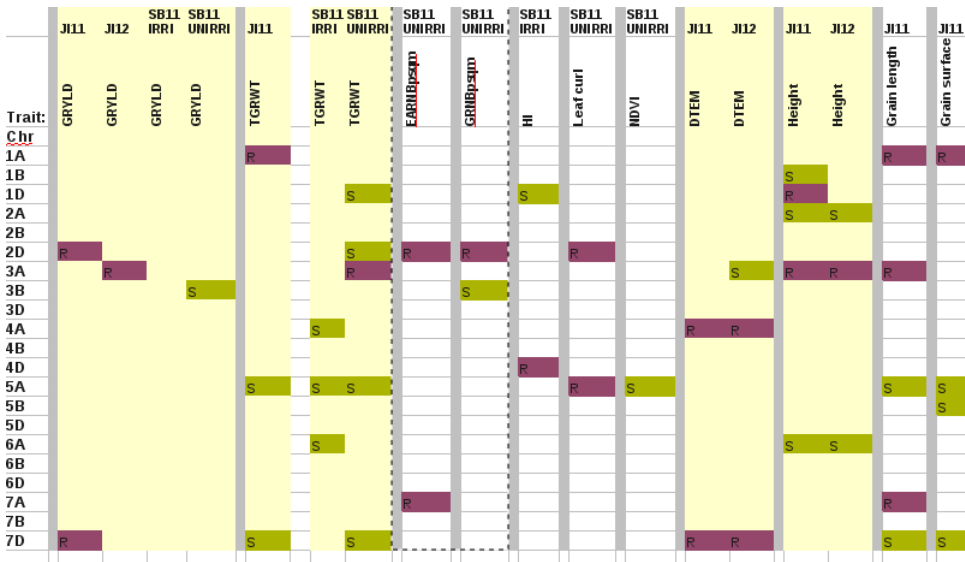 SB11 SB11 SB11 SB11 SB11 SB11 SB11 SB11 SB11
JI11 JI12 IRRI UNIRRI JI11 IRRI UNIRRI UNIRRI UNIRRI IRRI UNIRRI UNIRRI JI11 JI12 JI11 JI12 JI11 JI11
Trait: GRYLD GRYLD GRYLD GRYLD TGRWT TGRWT TGRWT EARNBpsqm GRNBpsqm HI Leaf curl NDVI DTEM DTEM Height Height Grain length Grain surface
Chr
1A R R R
1B S
1D S S R
2A S S
2B
2D R S R R R
3A R R S R R R
3B S S
3D
4A S R R
4B
4D R
5A S S S R S S S
5B S
5D
6A S S S
6B
6D
7A R R
7B
7D R S S R R S S